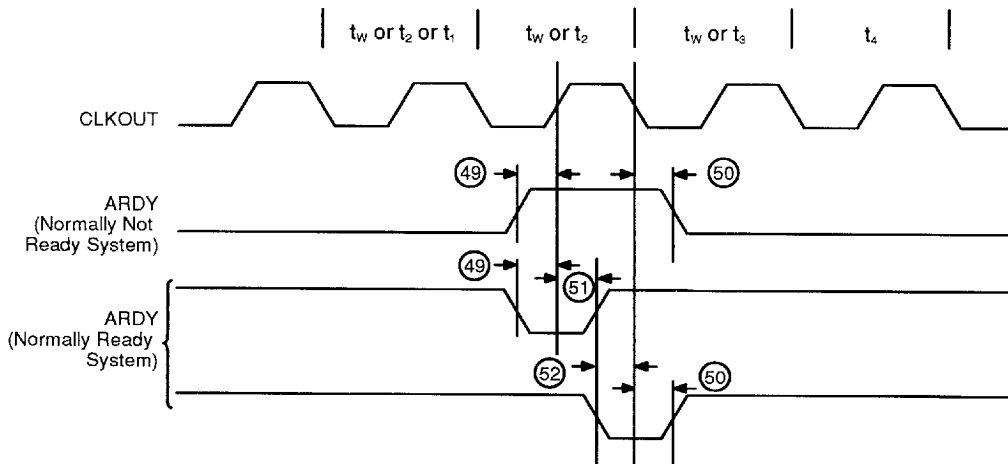 tW or t2 or t1
tW or t2
tW or t3
t4
CLKOUT
49
50
ARDY
(Normally Not
Ready System)
49
51
ARDY
(Normally Ready
System)
52
50